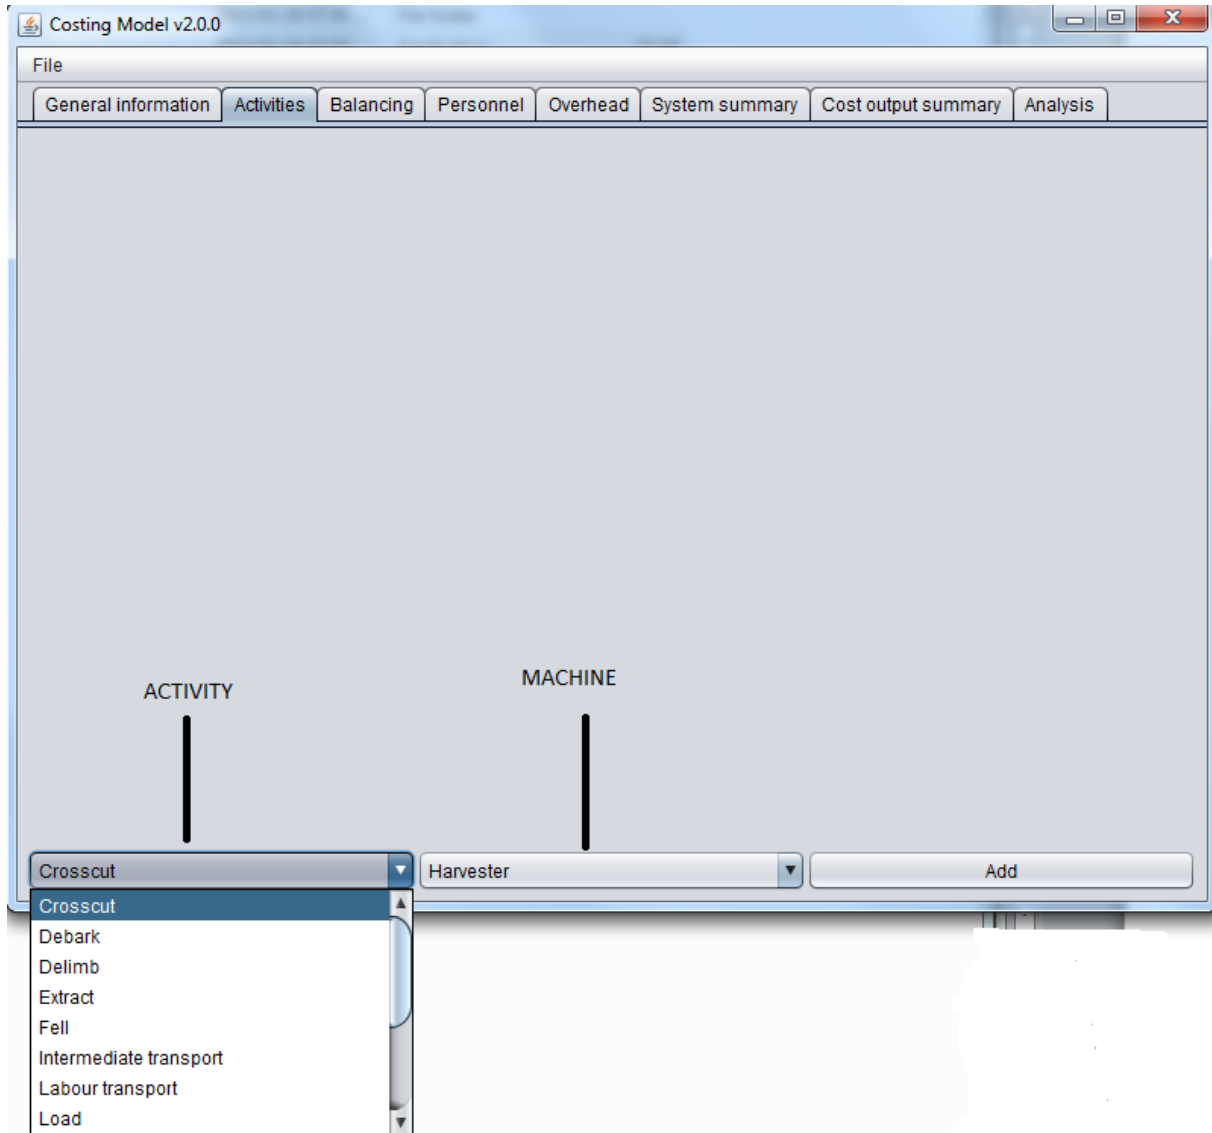 Costing Model v2.0.0
File
General information Activities Balancing Personnel Overhead System summary Cost output summary Analysis
ACTIVITY
MACHINE
Crosscut Harvester Add
Crosscut
Debark
Delimb
Extract
Fell
Intermediate transport
Labour transport
Load